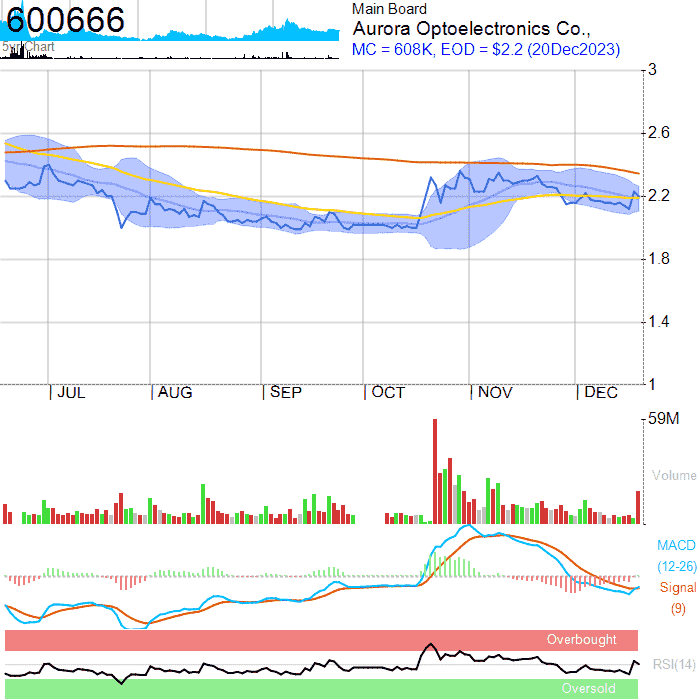 600666
5yr Chart
Main Board
Aurora Optoelectronics Co.,
MC = 608K, EOD = $2.2 (20Dec2023)
3
2.6
2.2
1.8
1.4
1
JUL AUG SEP OCT NOV DEC
59M
Volume
MACD
(12-26)
Signal
(9)
Overbought
RSI(14)
Oversold